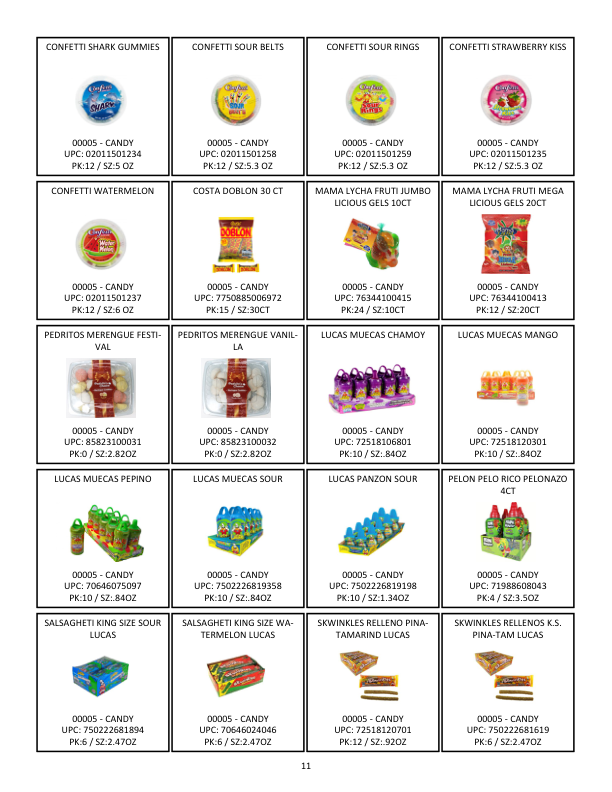 CONFETTI SHARK GUMMIES
00005 - CANDY
UPC: 02011501234
PK:12 / SZ:5 OZ
CONFETTI SOUR BELTS
00005 - CANDY
UPC: 02011501258
PK:12 / SZ:5.3 OZ
CONFETTI SOUR RINGS
00005 - CANDY
UPC: 02011501259
PK:12 / SZ:5.3 OZ
CONFETTI STRAWBERRY KISS
00005 - CANDY
UPC: 02011501235
PK:12 / SZ:5.3 OZ
CONFETTI WATERMELON
00005 - CANDY
UPC: 02011501237
PK:12 / SZ:6 OZ
COSTA DOBLON 30 CT
DOBLON
00005 - CANDY
UPC: 7750885006972
PK:15 / SZ:30CT
MAMA LYCHA FRUTI JUMBO
LICIOUS GELS 10CT
00005 - CANDY
UPC: 76344100415
PK:24 / SZ:10CT
MAMA LYCHA FRUTI MEGA
LICIOUS GELS 20CT
00005 - CANDY
UPC: 76344100413
PK:12 / SZ:20CT
PEDRITOS MERENGUE FESTI-
VAL
00005 - CANDY
UPC: 85823100031
PK:0 / SZ:2.82OZ
PEDRITOS MERENGUE VANIL-
LA
00005 - CANDY
UPC: 85823100032
PK:0 / SZ:2.82OZ
LUCAS MUECAS CHAMOY
00005 - CANDY
UPC: 72518106801
PK:10 / SZ:.84OZ
LUCAS MUECAS MANGO
00005 - CANDY
UPC: 72518120301
PK:10 / SZ:.84OZ
LUCAS MUECAS PEPINO
00005 - CANDY
UPC: 70646075097
PK:10 / SZ:.84OZ
LUCAS MUECAS SOUR
00005 - CANDY
UPC: 7502226819358
PK:10 / SZ:.84OZ
LUCAS PANZON SOUR
00005 - CANDY
UPC: 7502226819198
PK:10 / SZ:1.34OZ
PELON PELO RICO PELONAZO
4CT
00005 - CANDY
UPC: 71988608043
PK:4 / SZ:3.5OZ
SALSAGHETI KING SIZE SOUR
LUCAS
00005 - CANDY
UPC: 750222681894
PK:6 / SZ:2.47OZ
SALSAGHETI KING SIZE WA-
TERMELON LUCAS
00005 - CANDY
UPC: 70646024046
PK:6 / SZ:2.47OZ
SKWINKLES RELLENO PINA-
TAMARIND LUCAS
00005 - CANDY
UPC: 72518120701
PK:12 / SZ:.92OZ
SKWINKLES RELLENOS K.S.
PINA-TAM LUCAS
00005 - CANDY
UPC: 750222681619
PK:6 / SZ:2.47OZ
11